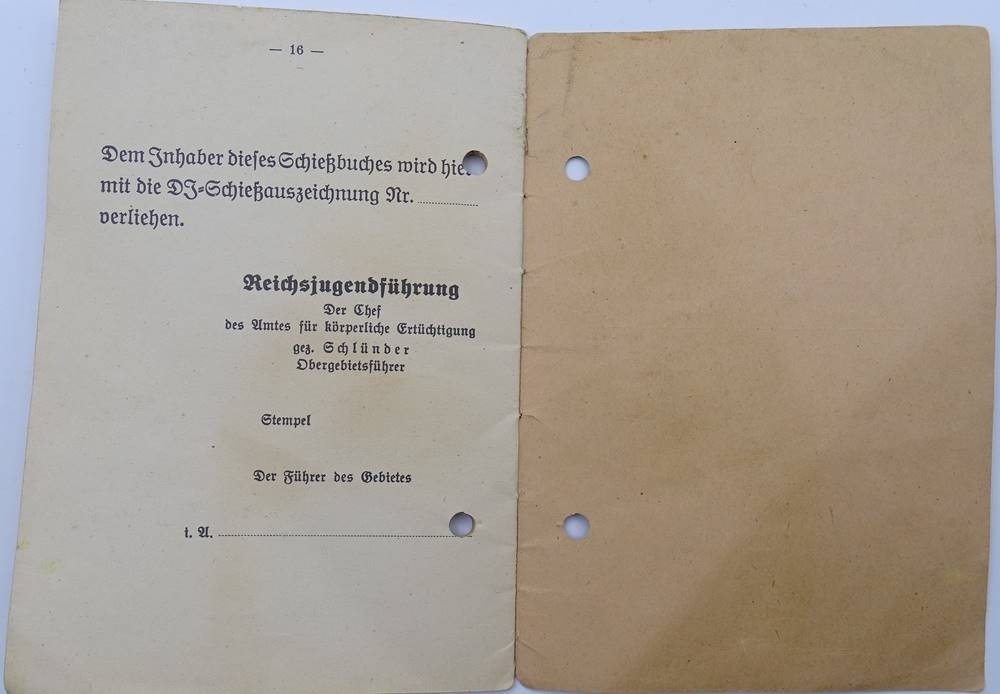 — 16 —
Dem Inhaber dieses Schießbuches wird hier
mit die DJ=Schießauszeichnung Nr. ............
verliehen.
Reichsjugendführung
Der Chef
des Amtes für körperliche Ertüchtigung
gez. Schlünder
Obergebietsführer
Stempel
Der Führer des Gebietes
i. A. ............